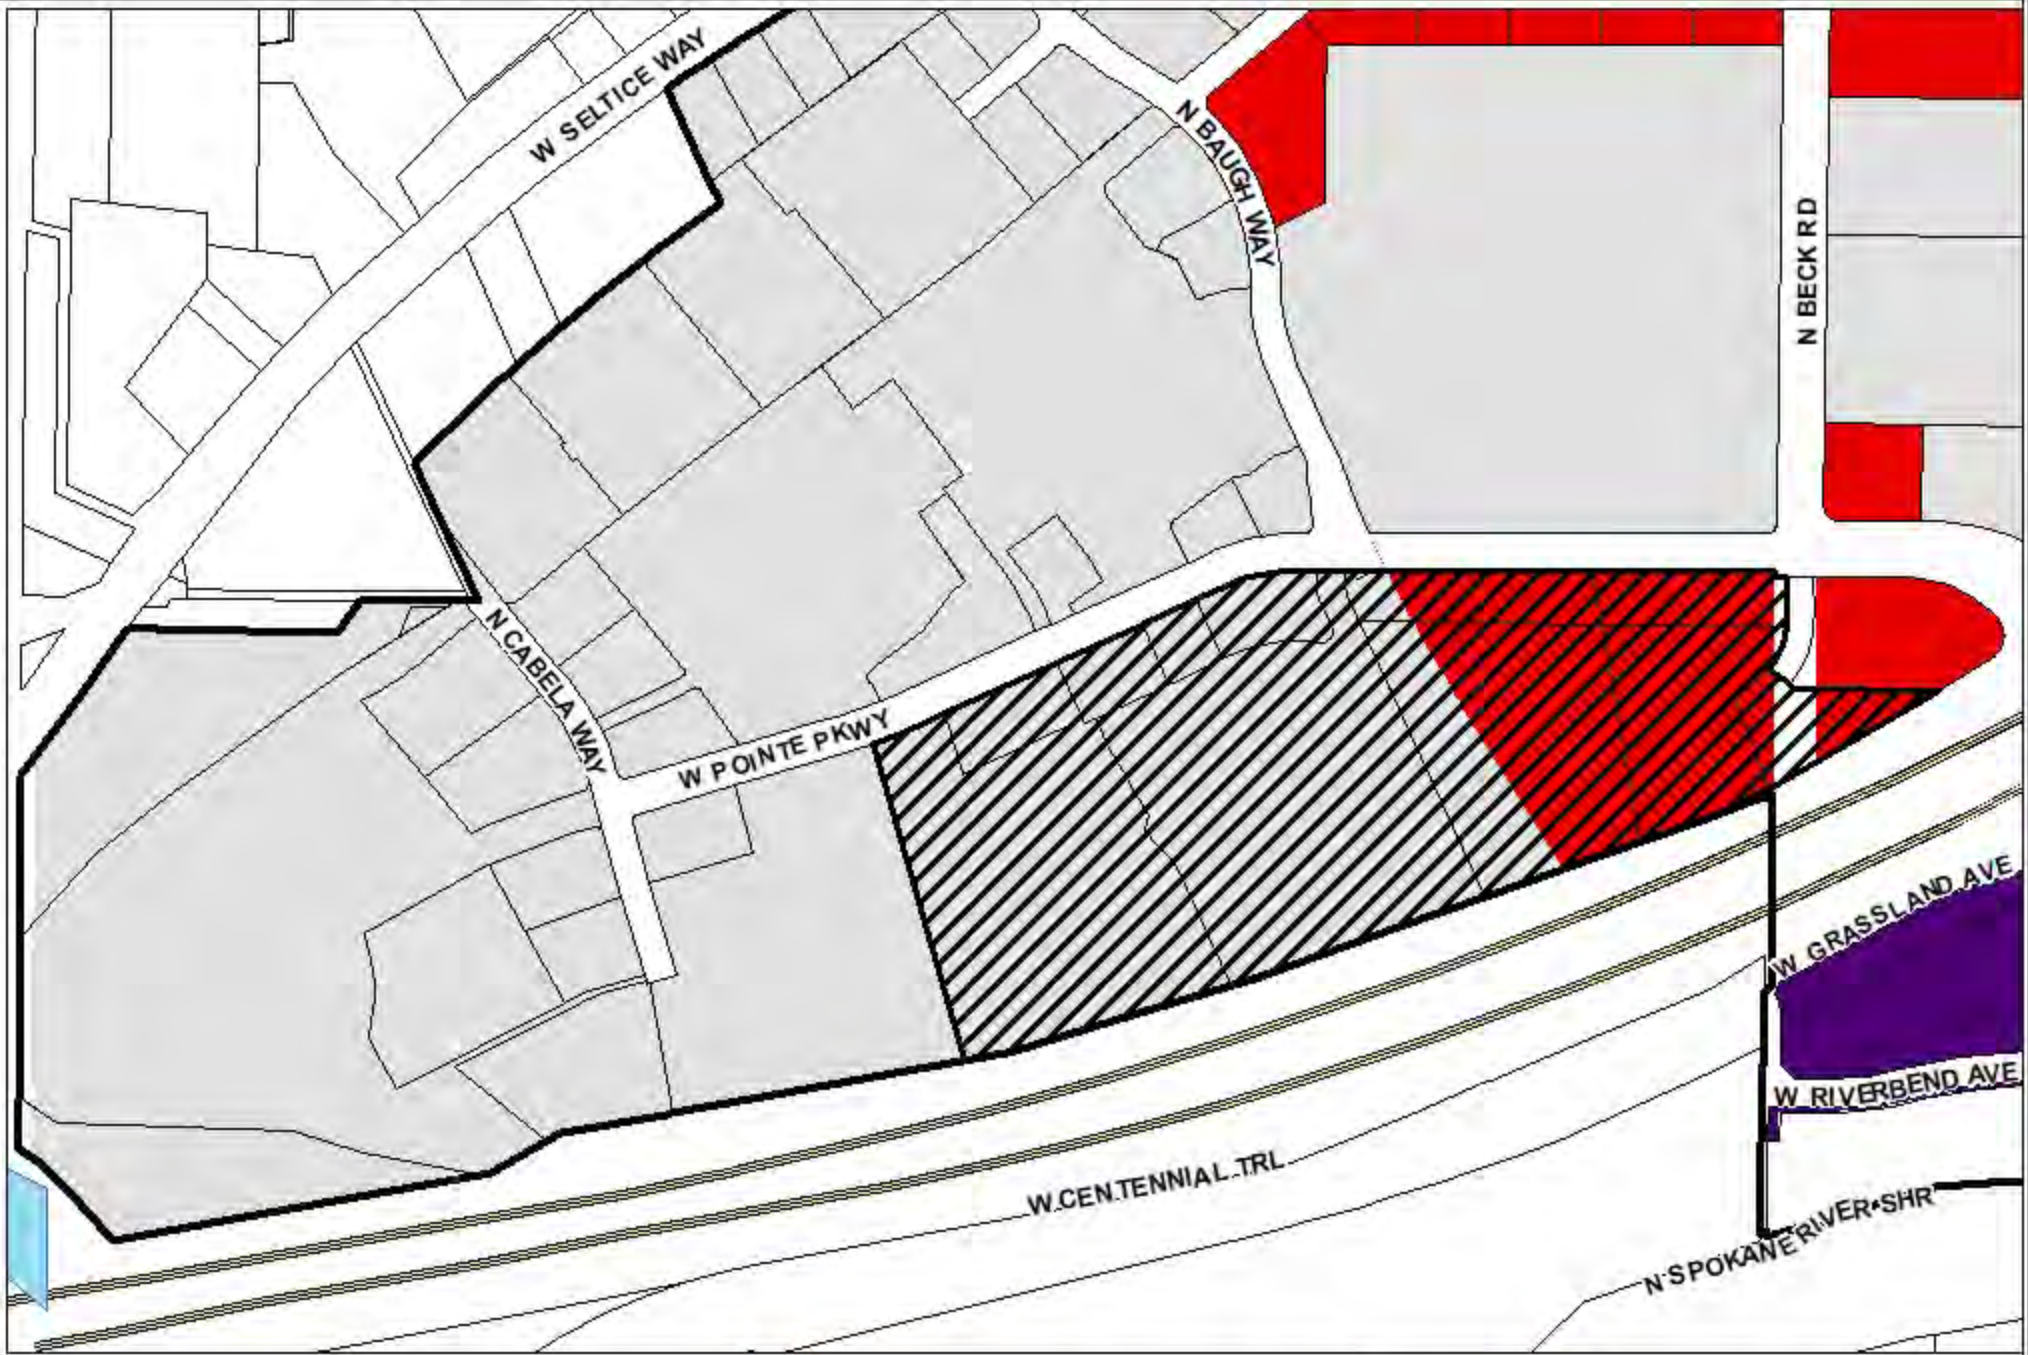 W SELTICE WAY
N BAUGH WAY
N BECK RD
N CABELA WAY
W POINTE PKWY
W GRASSLAND AVE
W RIVERBEND AVE
W CENTENNIAL TRL
N SPOKANE RIVER SHR